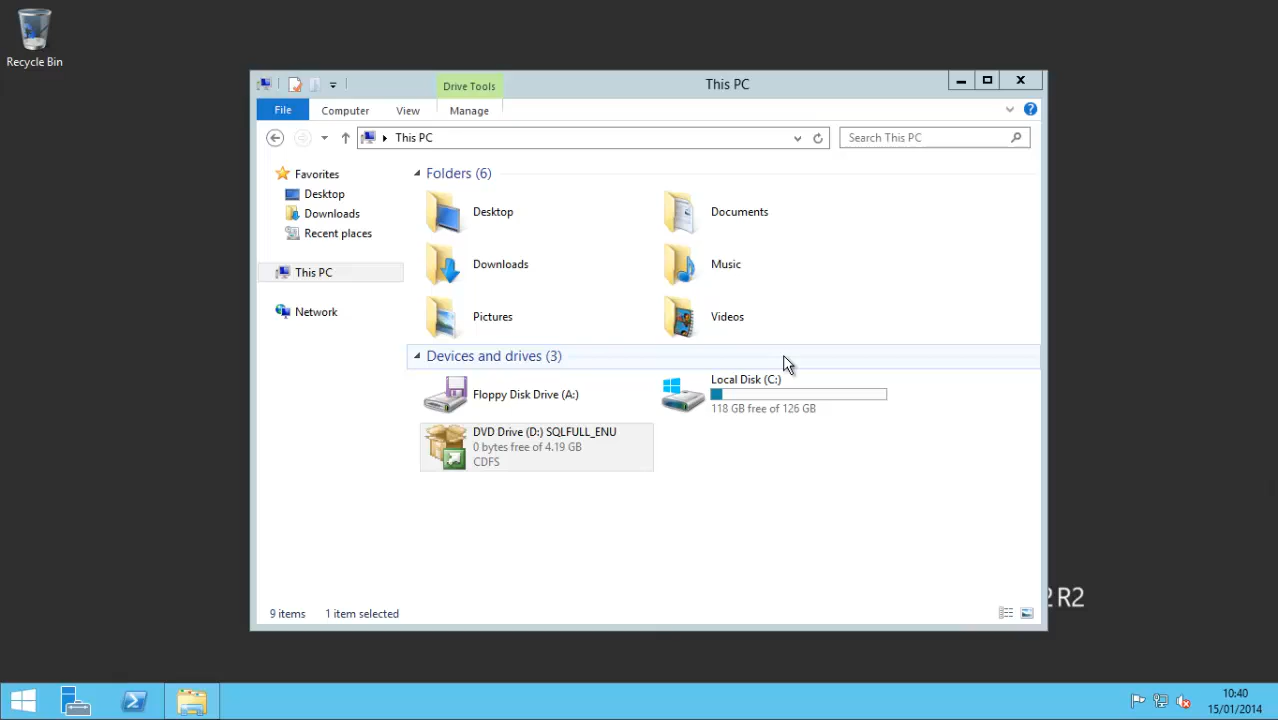 Recycle Bin
Drive Tools
This PC
File
Computer
View
Manage
This PC
Search This PC
Favorites
Desktop
Downloads
Recent places
This PC
Network
Folders (6)
Desktop
Documents
Downloads
Music
Pictures
Videos
Devices and drives (3)
Floppy Disk Drive (A:)
Local Disk (C:)
118 GB free of 126 GB
DVD Drive (D:) SQLFULL_ENU
0 bytes free of 4.19 GB
CDFS
9 items
1 item selected
R2
10:40
15/01/2014